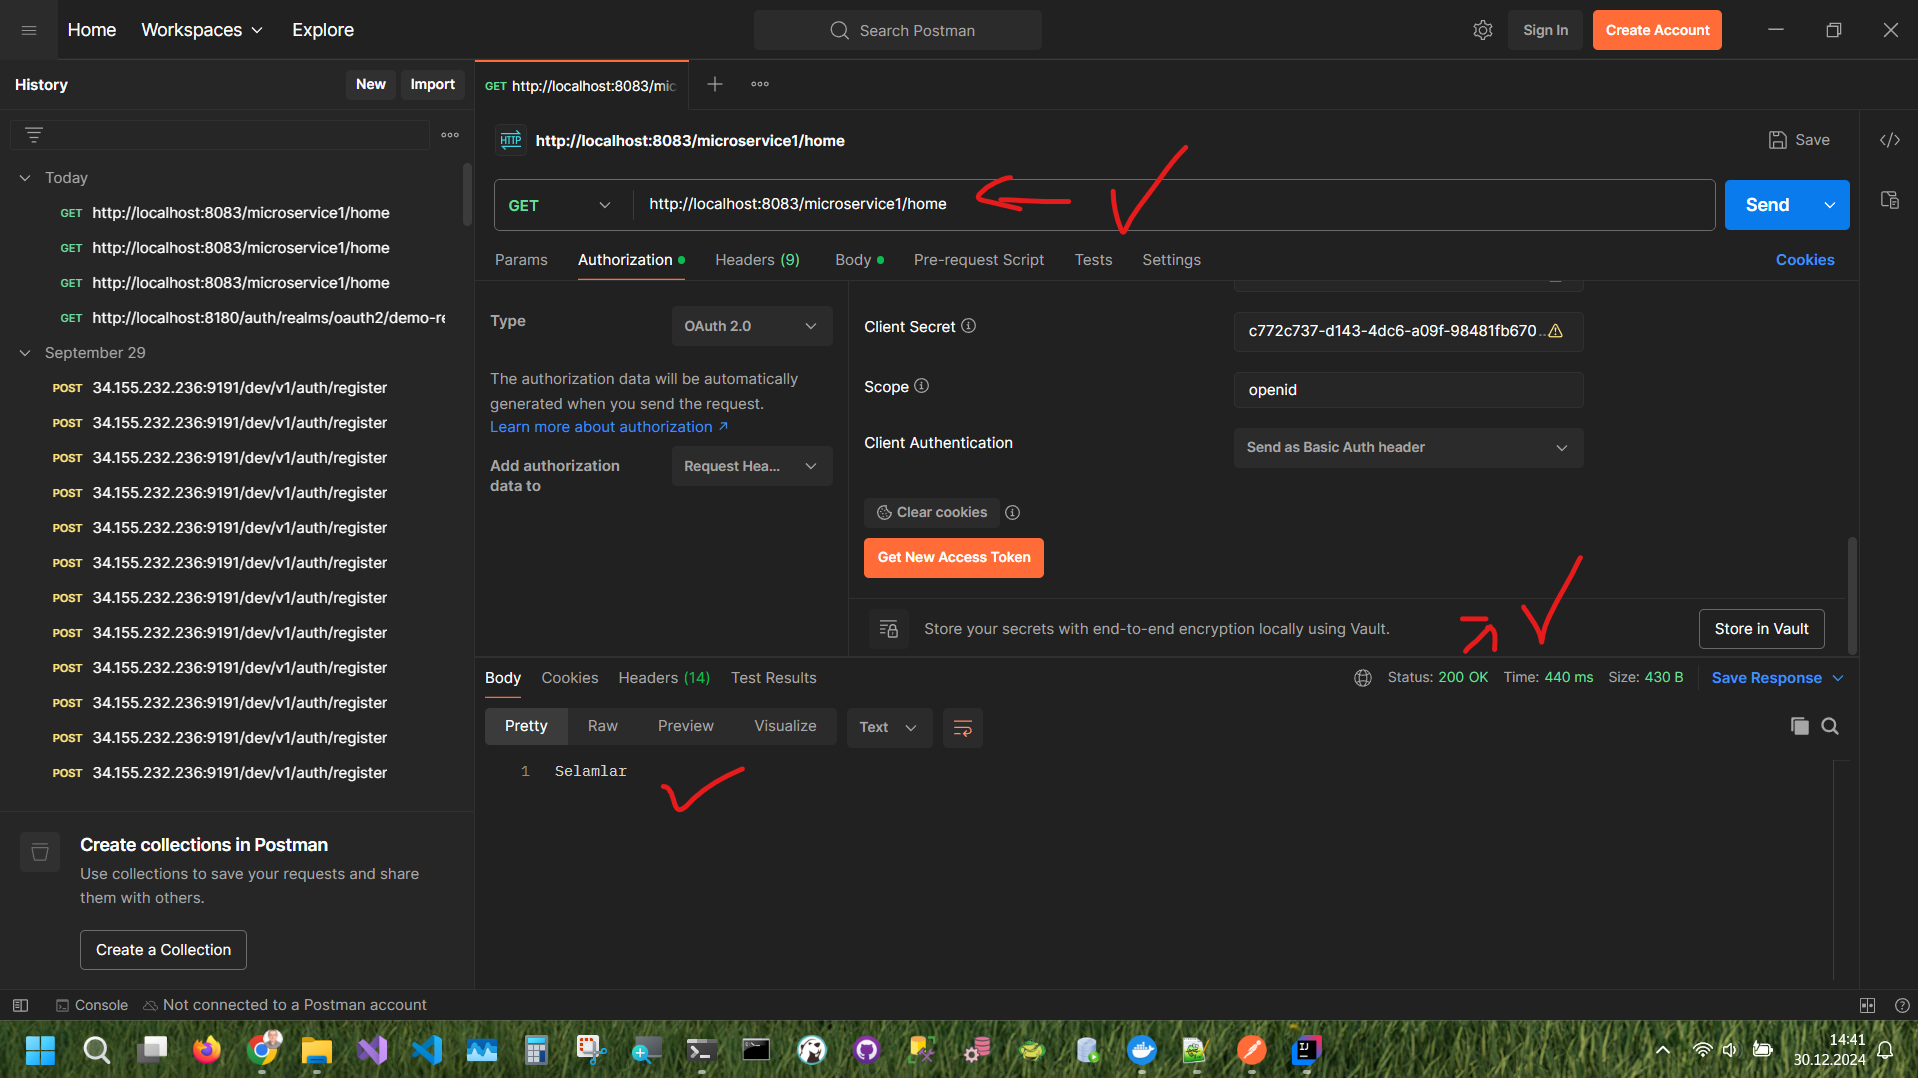 Home Workspaces Explore Search Postman Sign In Create Account
History New Import GET http://localhost:8083/mic
HTTP http://localhost:8083/microservice1/home Save
Today
GET http://localhost:8083/microservice1/home
GET http://localhost:8083/microservice1/home
GET http://localhost:8083/microservice1/home
GET http://localhost:8180/auth/realms/oauth2/demo-re
September 29
POST 34.155.232.236:9191/dev/v1/auth/register
POST 34.155.232.236:9191/dev/v1/auth/register
POST 34.155.232.236:9191/dev/v1/auth/register
POST 34.155.232.236:9191/dev/v1/auth/register
POST 34.155.232.236:9191/dev/v1/auth/register
POST 34.155.232.236:9191/dev/v1/auth/register
POST 34.155.232.236:9191/dev/v1/auth/register
POST 34.155.232.236:9191/dev/v1/auth/register
POST 34.155.232.236:9191/dev/v1/auth/register
POST 34.155.232.236:9191/dev/v1/auth/register
POST 34.155.232.236:9191/dev/v1/auth/register
POST 34.155.232.236:9191/dev/v1/auth/register
Create collections in Postman
Use collections to save your requests and share
them with others.
Create a Collection
GET http://localhost:8083/microservice1/home Send
Params Authorization Headers (9) Body Pre-request Script Tests Settings Cookies
Type OAuth 2.0
The authorization data will be automatically
generated when you send the request.
Learn more about authorization ↗
Add authorization
data to
Request Hea...
Client Secret c772c737-d143-4dc6-a09f-98481fb670...
Scope openid
Client Authentication Send as Basic Auth header
Clear cookies
Get New Access Token
Store your secrets with end-to-end encryption locally using Vault. Store in Vault
Body Cookies Headers (14) Test Results Status: 200 OK Time: 440 ms Size: 430 B Save Response
Pretty Raw Preview Visualize Text
1 Selamlar
Console Not connected to a Postman account
14:41
30.12.2024